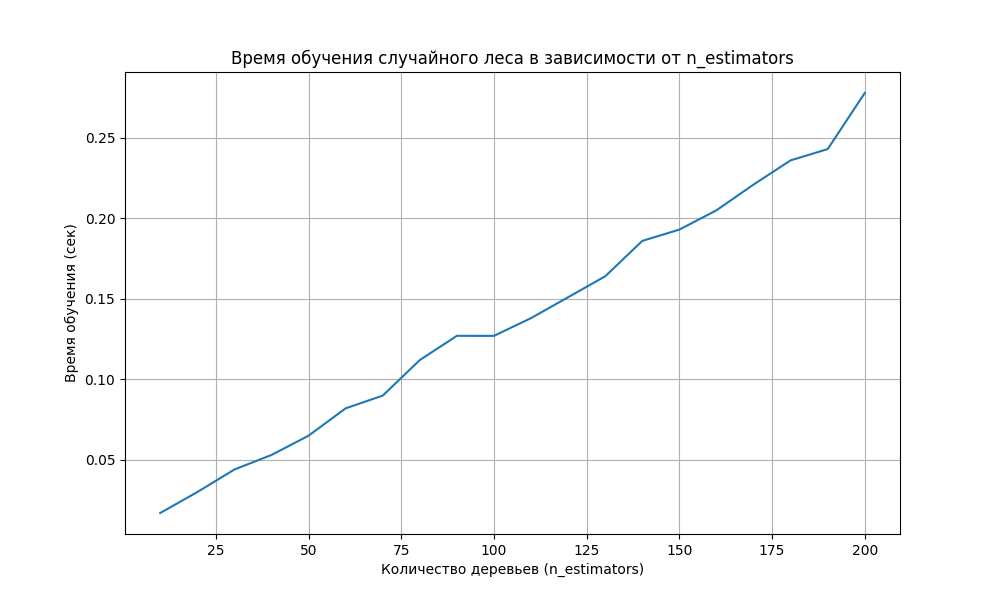 Время обучения случайного леса в зависимости от n_estimators
0.25
0.20
0.15
0.10
0.05
Время обучения (сек)
25 50 75 100 125 150 175 200
Количество деревьев (n_estimators)